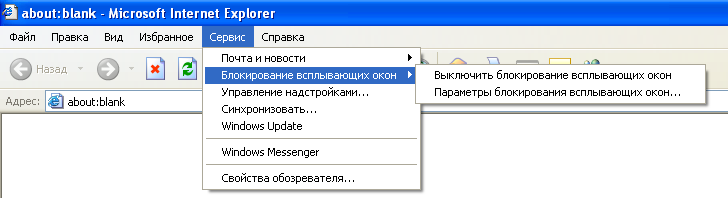 about:blank - Microsoft Internet Explorer
Файл Правка Вид Избранное Сервис Справка
Назад
Адрес: about:blank
Почта и новости
Блокирование всплывающих окон
Управление надстройками...
Синхронизовать...
Windows Update
Windows Messenger
Свойства обозревателя...
Выключить блокирование всплывающих окон
Параметры блокирования всплывающих окон...